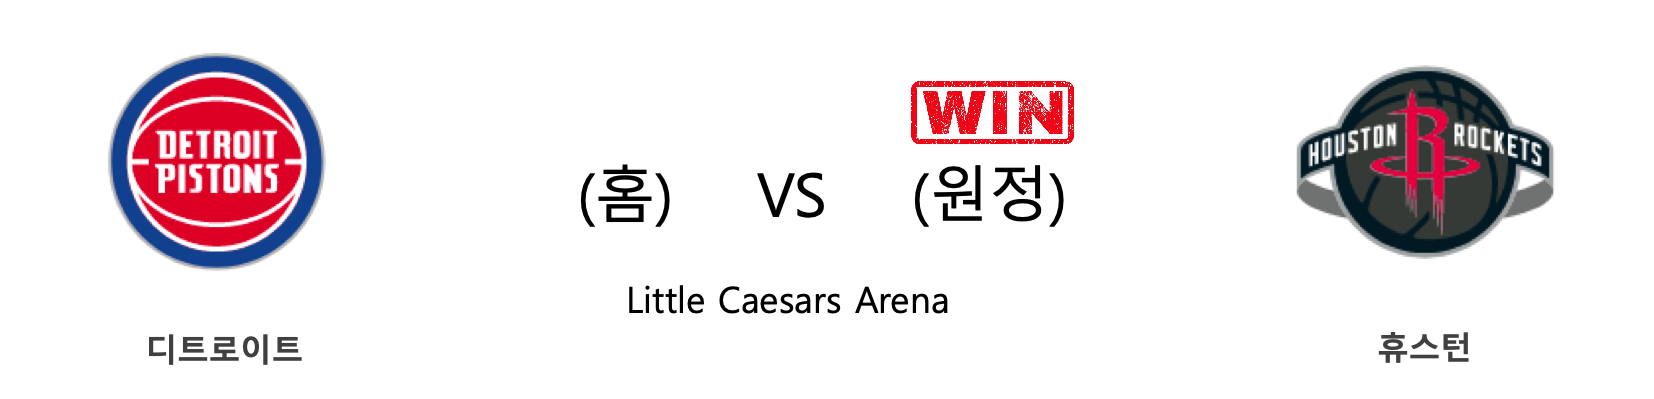 DETROIT
PISTONS
디트로이트
WIN
(홈) VS (원정)
Little Caesars Arena
HOUSTON R ROCKETS
휴스턴